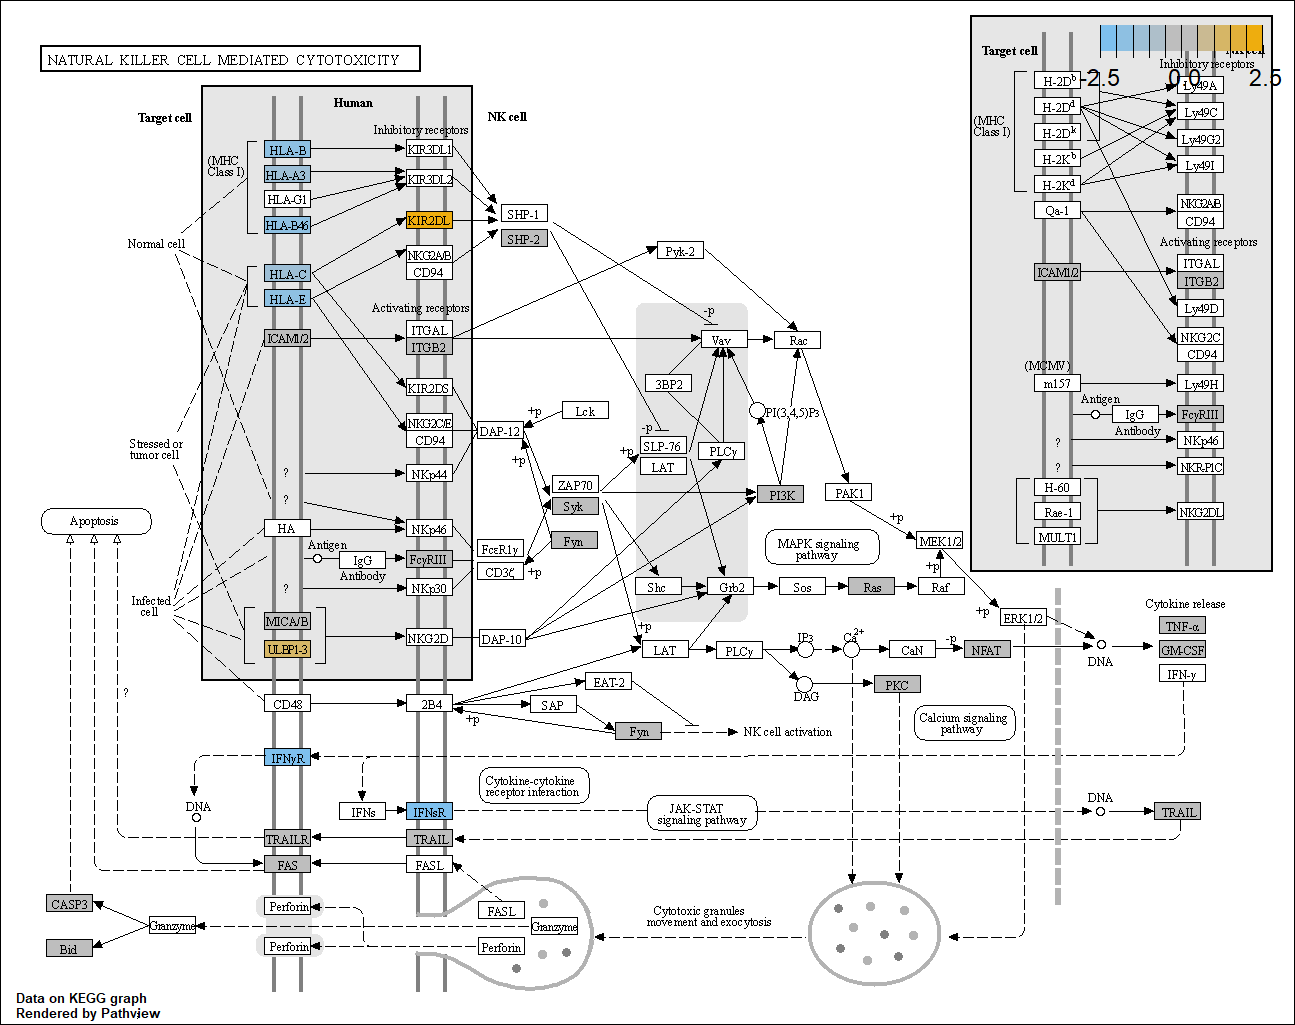 NATURAL KILLER CELL MEDIATED CYTOTOXICITY
Target cell
Human
NK cell
Inhibitory receptors
(MHC
Class I)
HLA-B
HLA-A3
HLA-G1
HLA-B46
HLA-C
HLA-E
ICAM1/2
KIR3DL1
KIR3DL2
KIR2DL
NKG2A/B
CD94
Activating receptors
ITGAL
ITGB2
KIR2DS
NKG2C/E
CD94
NKp44
NKp46
FcγRIII
NKp30
NKG2D
Normal cell
Stressed or
tumor cell
Infected
cell
?
?
HA
Antigen
IgG
Antibody
?
MICA/B
ULBP1-3
CD48
2B4
SHP-1
SHP-2
Pyk-2
-p
Vav
Rac
3BP2
PI(3,4,5)P3
Lck
+p
DAP-12
+p
-p
SLP-76
+p
LAT
PLCγ
ZAP70
Syk
Fyn
PI3K
PAK1
+p
FcεR1γ
CD3ζ
+p
MAPK signaling
pathway
MEK1/2
+p
Shc
Grb2
Sos
Ras
Raf
+p
ERK1/2
DAP-10
+p
LAT
PLCγ
IP3
Ca2+
CaN
-p
NFAT
DNA
DAG
PKC
Cytokine release
TNF-α
GM-CSF
IFN-γ
EAT-2
SAP
+p
Fyn
NK cell activation
Calcium signaling
pathway
Apoptosis
?
IFNγR
DNA
IFNs
IFNsR
Cytokine-cytokine
receptor interaction
JAK-STAT
signaling pathway
DNA
TRAIL
TRAILR
TRAIL
FAS
FASL
CASP3
Bid
Granzyme
Perforin
Perforin
FASL
Granzyme
Perforin
Cytotoxic granules
movement and exocytosis
Target cell
NK cell
-2.5
0.0
2.5
Inhibitory receptors
(MHC
Class I)
H-2Db
H-2Dd
H-2Dk
H-2Kb
H-2Kd
Qa-1
Ly49A
Ly49C
Ly49G2
Ly49I
NKG2A/B
CD94
Activating receptors
ICAM1/2
ITGAL
ITGB2
Ly49D
NKG2C
CD94
(MCMV)
m157
Ly49H
Antigen
IgG
Antibody
FcγRIII
?
NKp46
?
NKR-P1C
H-60
Rae-1
MULT1
NKG2DL
Data on KEGG graph
Rendered by Pathview